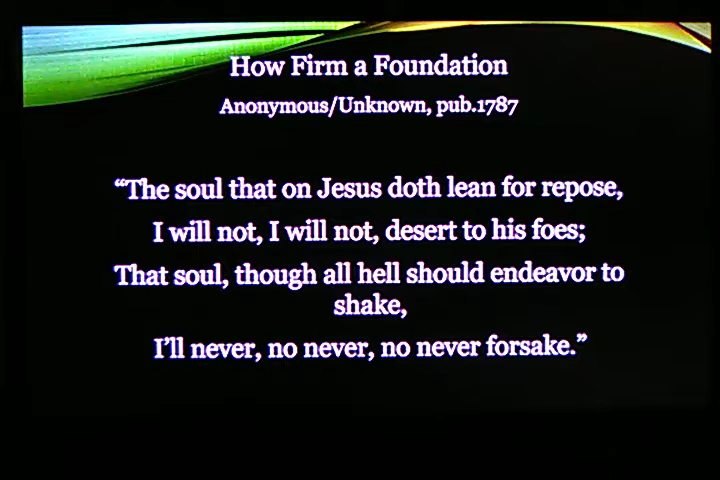 How Firm a Foundation
Anonymous/Unknown, pub.1787
“The soul that on Jesus doth lean for repose,
I will not, I will not, desert to his foes;
That soul, though all hell should endeavor to
shake,
I’ll never, no never, no never forsake.”